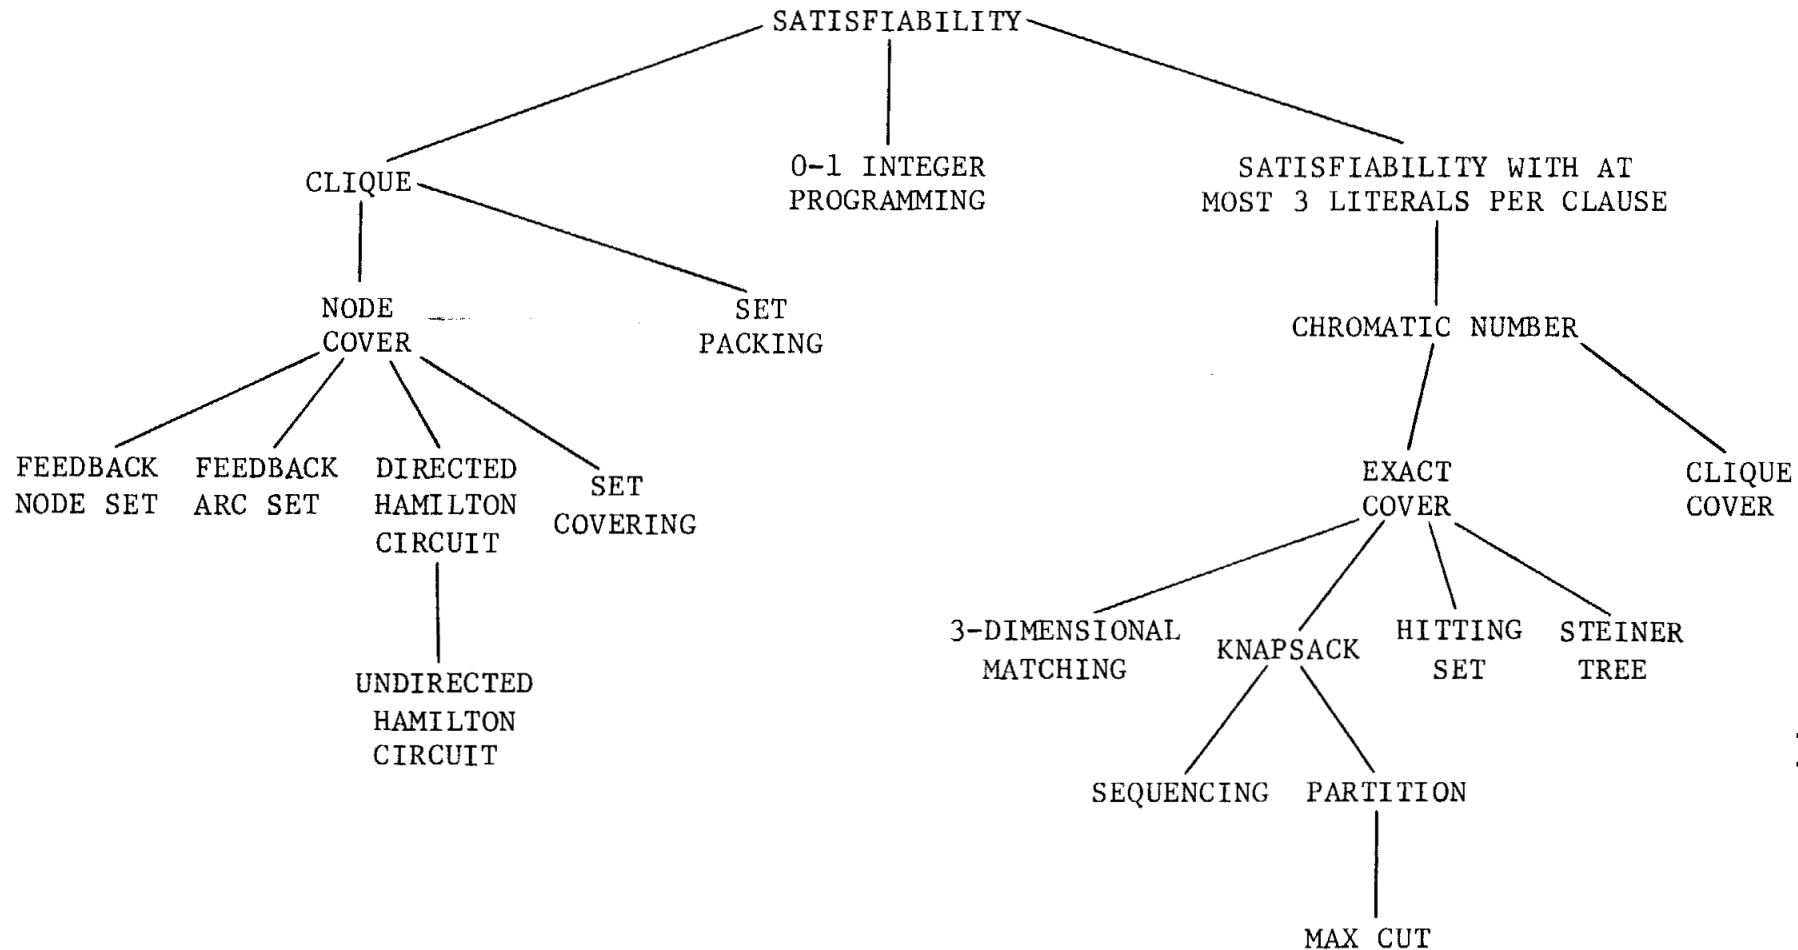 SATISFIABILITY
CLIQUE
0-1 INTEGER
PROGRAMMING
SATISFIABILITY WITH AT
MOST 3 LITERALS PER CLAUSE
NODE
COVER
SET
PACKING
CHROMATIC NUMBER
FEEDBACK
NODE SET
FEEDBACK
ARC SET
DIRECTED
HAMILTON
CIRCUIT
SET
COVERING
EXACT
COVER
CLIQUE
COVER
UNDIRECTED
HAMILTON
CIRCUIT
3-DIMENSIONAL
MATCHING
KNAPSACK
HITTING
SET
STEINER
TREE
SEQUENCING
PARTITION
MAX CUT